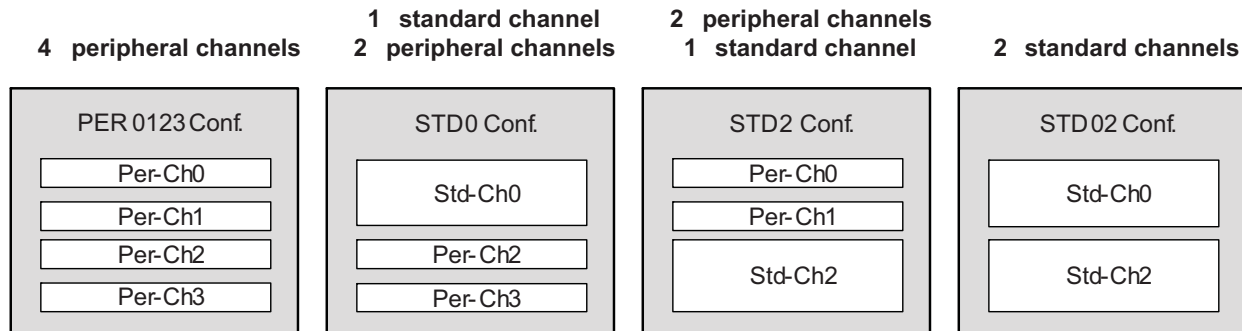 4 peripheral channels
1 standard channel
2 peripheral channels
2 peripheral channels
1 standard channel
2 standard channels
PER 0123 Conf.
Per-Ch0
Per-Ch1
Per-Ch2
Per-Ch3
STD0 Conf.
Std-Ch0
Per-Ch2
Per-Ch3
STD2 Conf.
Per-Ch0
Per-Ch1
Std-Ch2
STD02 Conf.
Std-Ch0
Std-Ch2